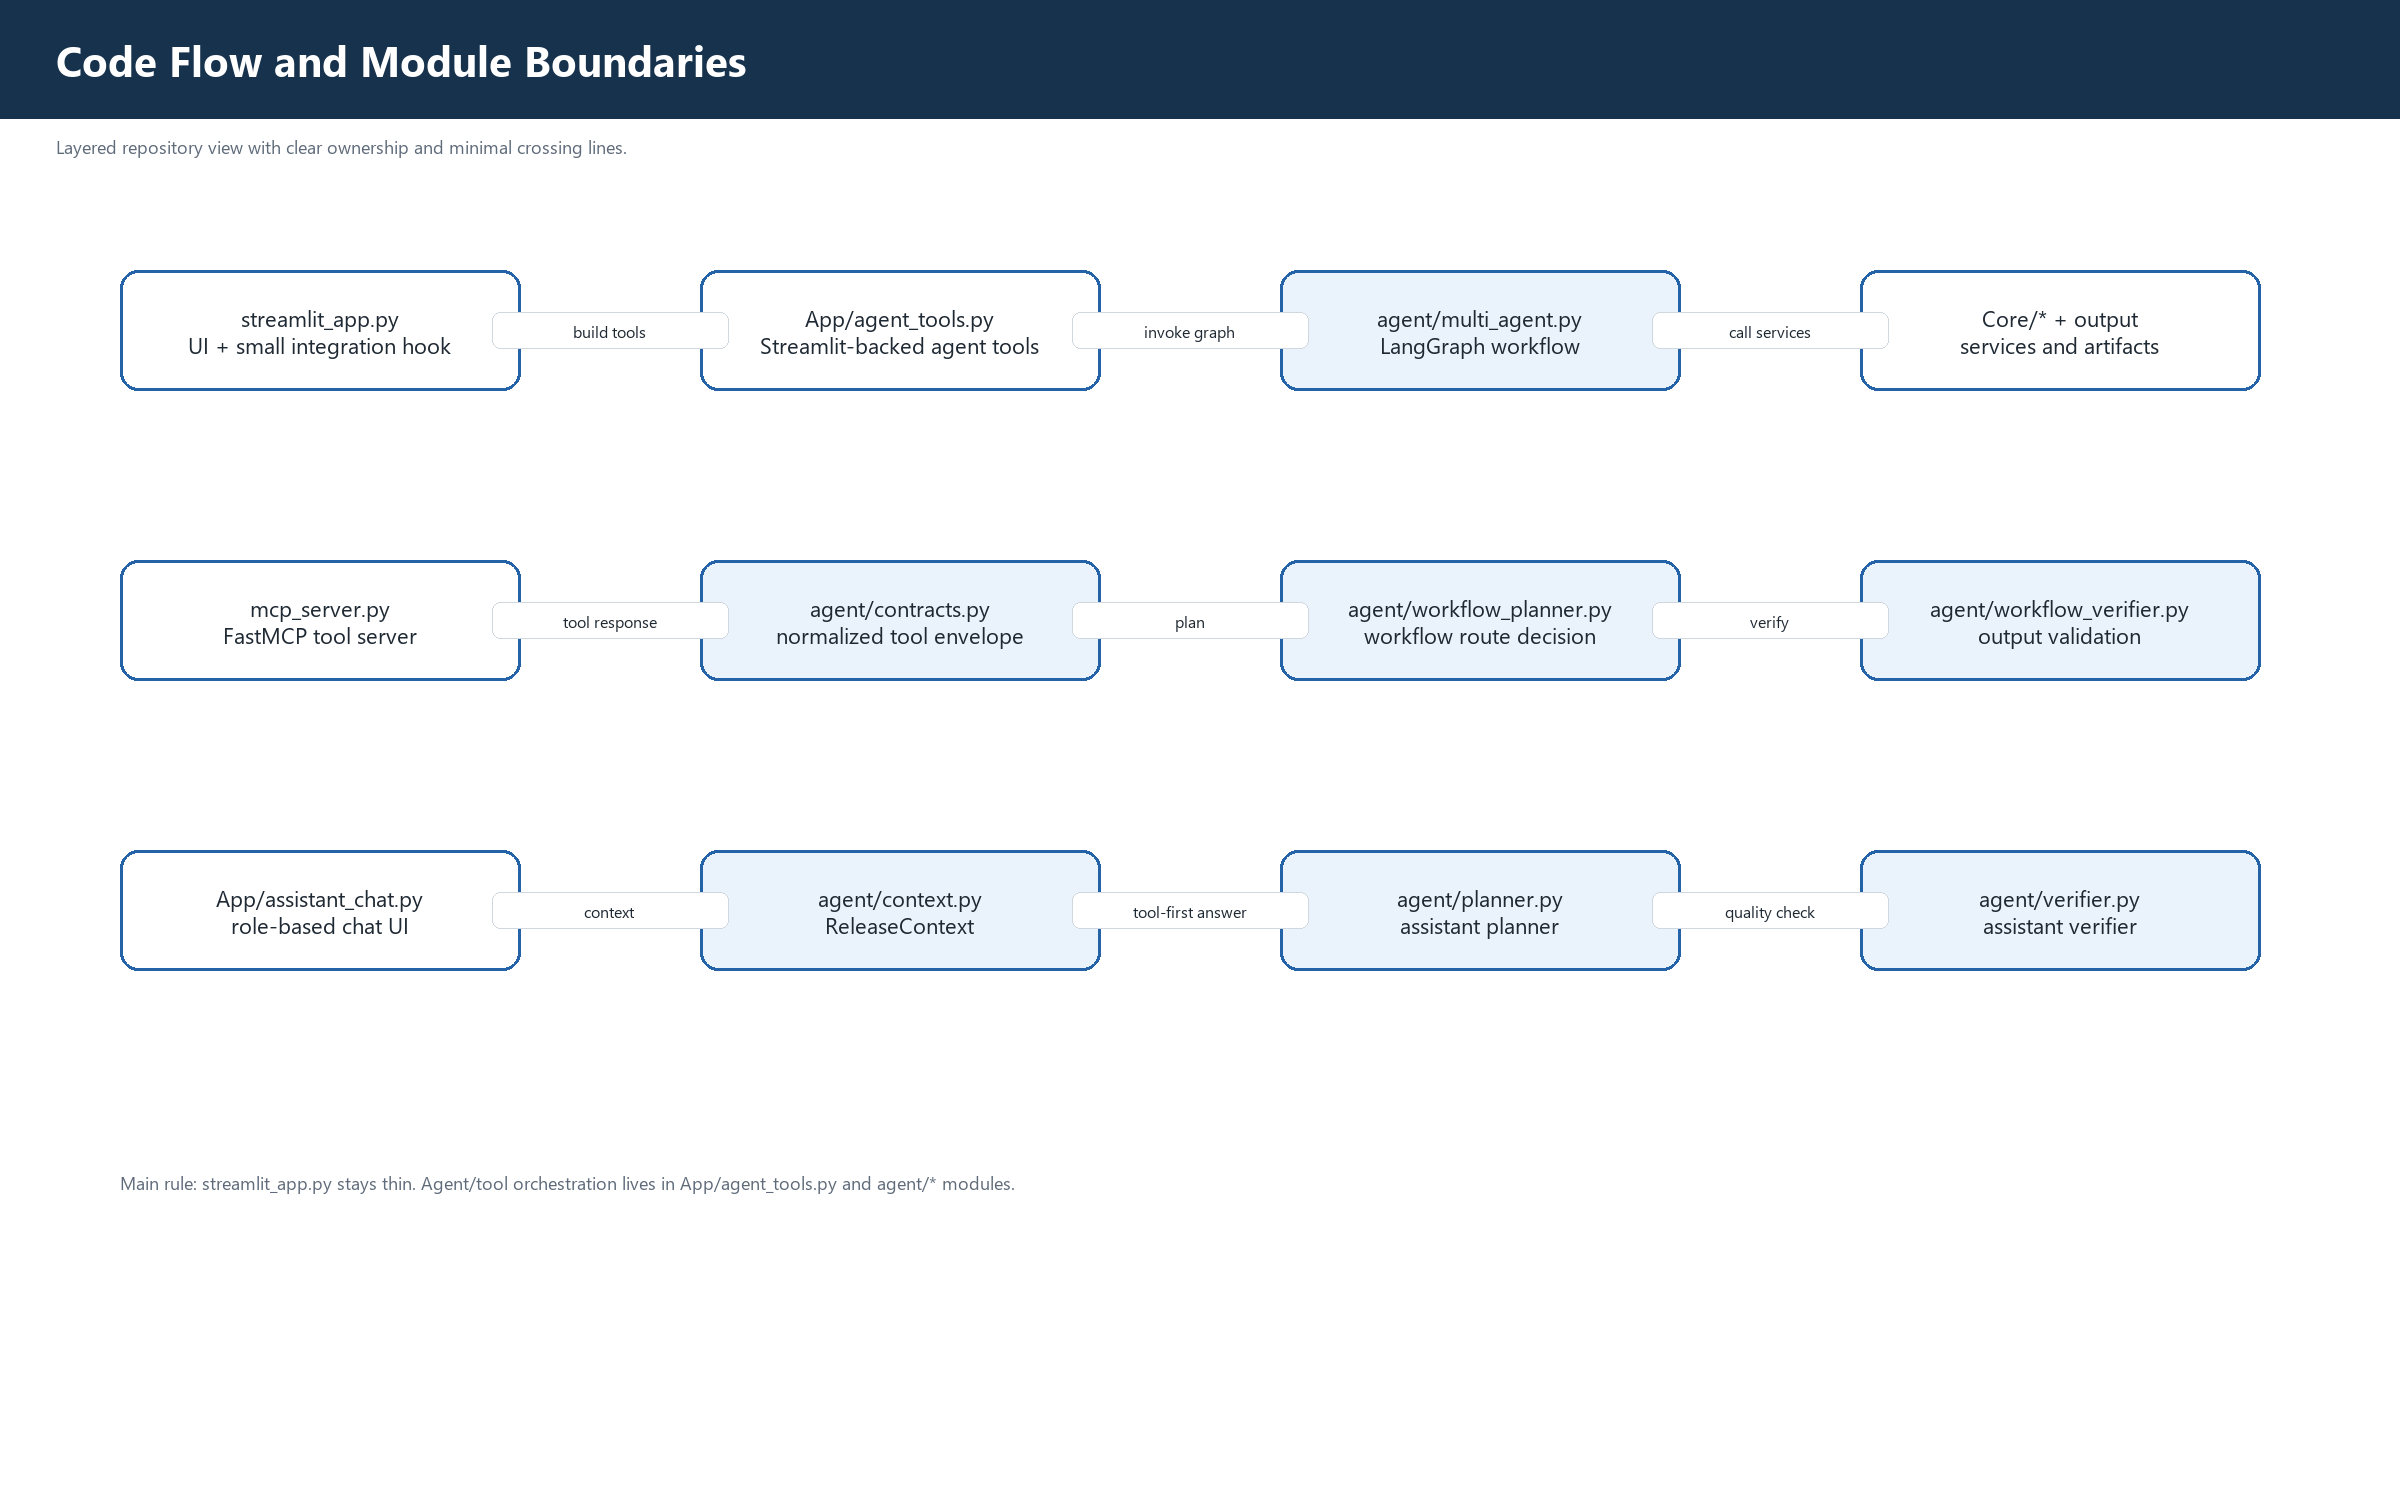 Code Flow and Module Boundaries
Layered repository view with clear ownership and minimal crossing lines.
streamlit_app.py
UI + small integration hook
build tools
App/agent_tools.py
Streamlit-backed agent tools
invoke graph
agent/multi_agent.py
LangGraph workflow
call services
Core/* + output
services and artifacts
mcp_server.py
FastMCP tool server
tool response
agent/contracts.py
normalized tool envelope
plan
agent/workflow_planner.py
workflow route decision
verify
agent/workflow_verifier.py
output validation
App/assistant_chat.py
role-based chat UI
context
agent/context.py
ReleaseContext
tool-first answer
agent/planner.py
assistant planner
quality check
agent/verifier.py
assistant verifier
Main rule: streamlit_app.py stays thin. Agent/tool orchestration lives in App/agent_tools.py and agent/* modules.